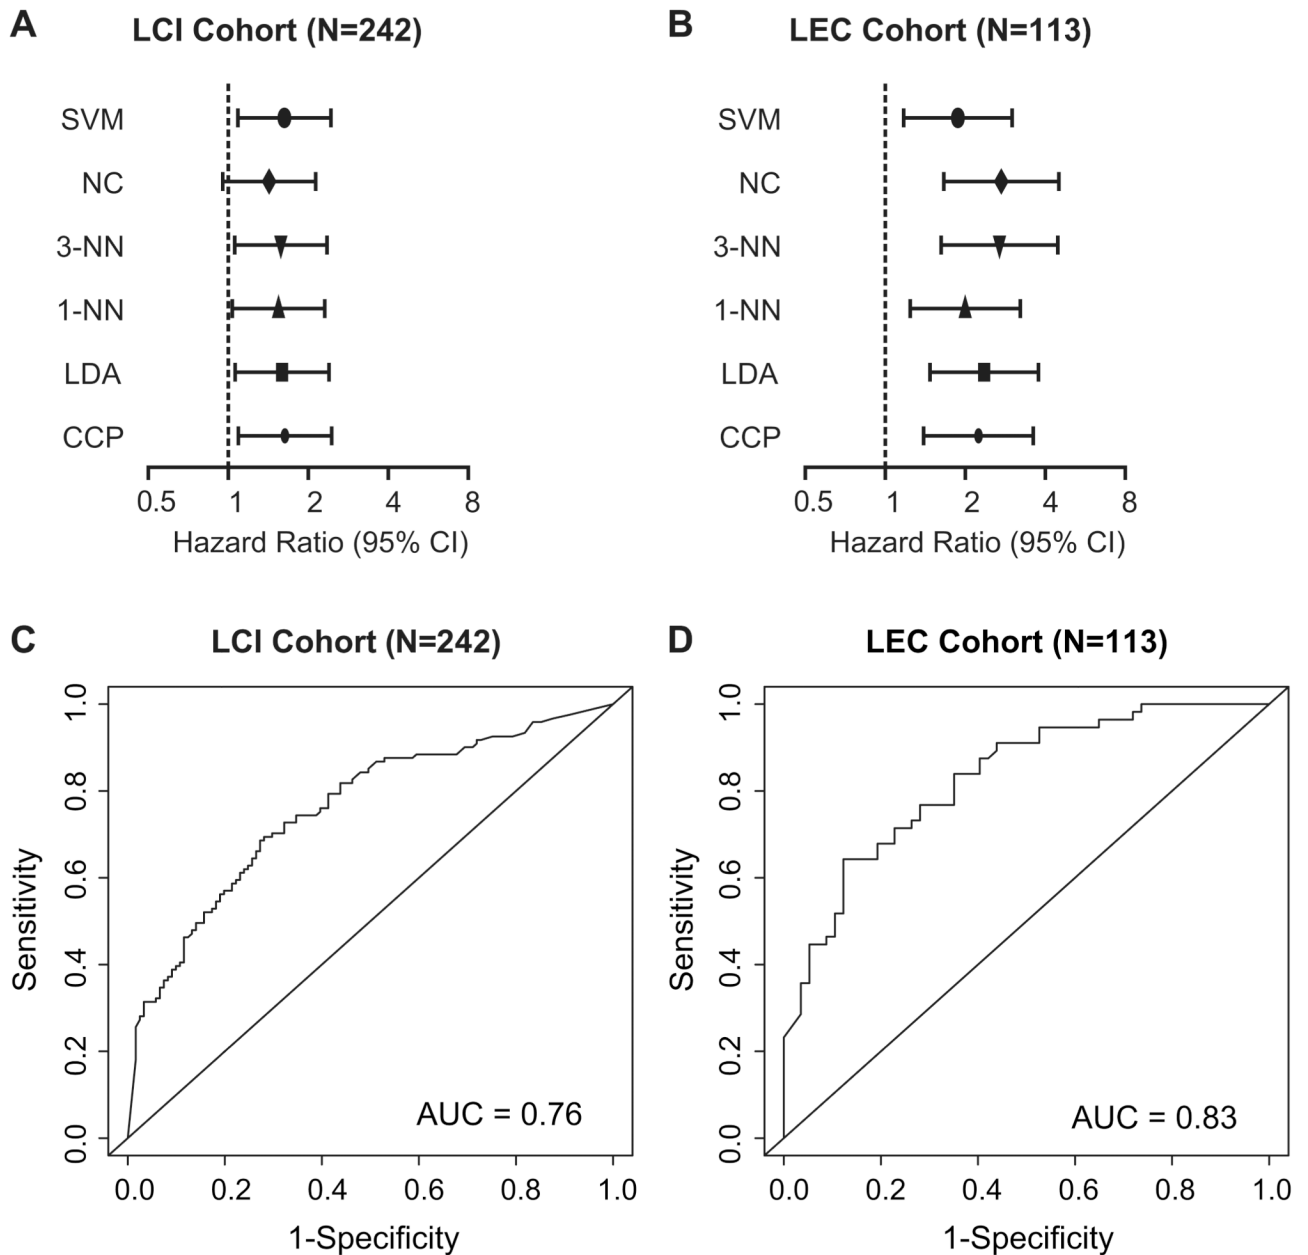 A
LCI Cohort (N=242)
SVM
NC
3-NN
1-NN
LDA
CCP
0.5 1 2 4 8
Hazard Ratio (95% CI)
B
LEC Cohort (N=113)
SVM
NC
3-NN
1-NN
LDA
CCP
0.5 1 2 4 8
Hazard Ratio (95% CI)
C
LCI Cohort (N=242)
Sensitivity
1.0
0.8
0.6
0.4
0.2
0.0
AUC = 0.76
0.0 0.2 0.4 0.6 0.8 1.0
1-Specificity
D
LEC Cohort (N=113)
Sensitivity
1.0
0.8
0.6
0.4
0.2
0.0
AUC = 0.83
0.0 0.2 0.4 0.6 0.8 1.0
1-Specificity